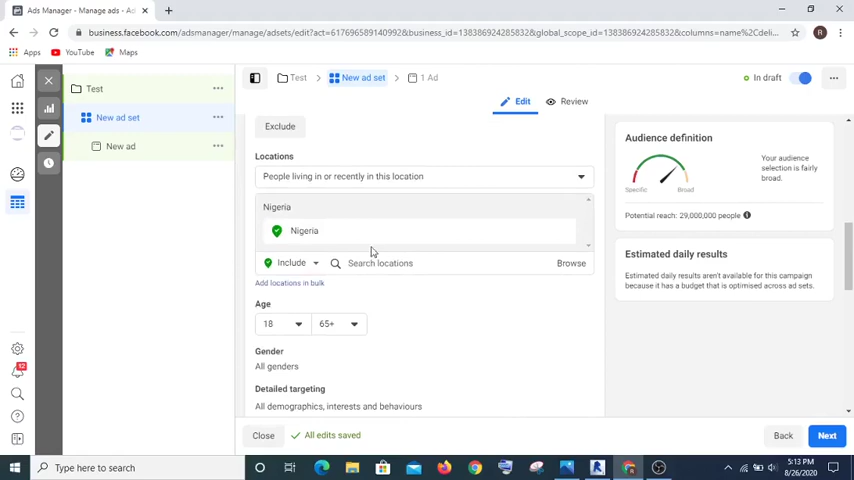 Ads Manager - Manage ads - Ad
business.facebook.com/adsmanager/manage/adsets/edit?act=617696589140992&business_id=138386924285832&global_scope_id=138386924285832&columns=name%2Cdeli...
R
Apps YouTube Maps
Test
New ad set
New ad
12
Test > New ad set > 1 Ad
In draft
Edit Review
Exclude
Locations
People living in or recently in this location
Nigeria
Nigeria
Include Search locations Browse
Add locations in bulk
Age
18 65+
Gender
All genders
Detailed targeting
All demographics, interests and behaviours
Audience definition
Specific Broad
Your audience
selection is fairly
broad.
Potential reach: 29,000,000 people
Estimated daily results
Estimated daily results aren't available for this campaign
because it has a budget that is optimised across ad sets.
Close All edits saved Back Next
Type here to search
5:13 PM
8/26/2020